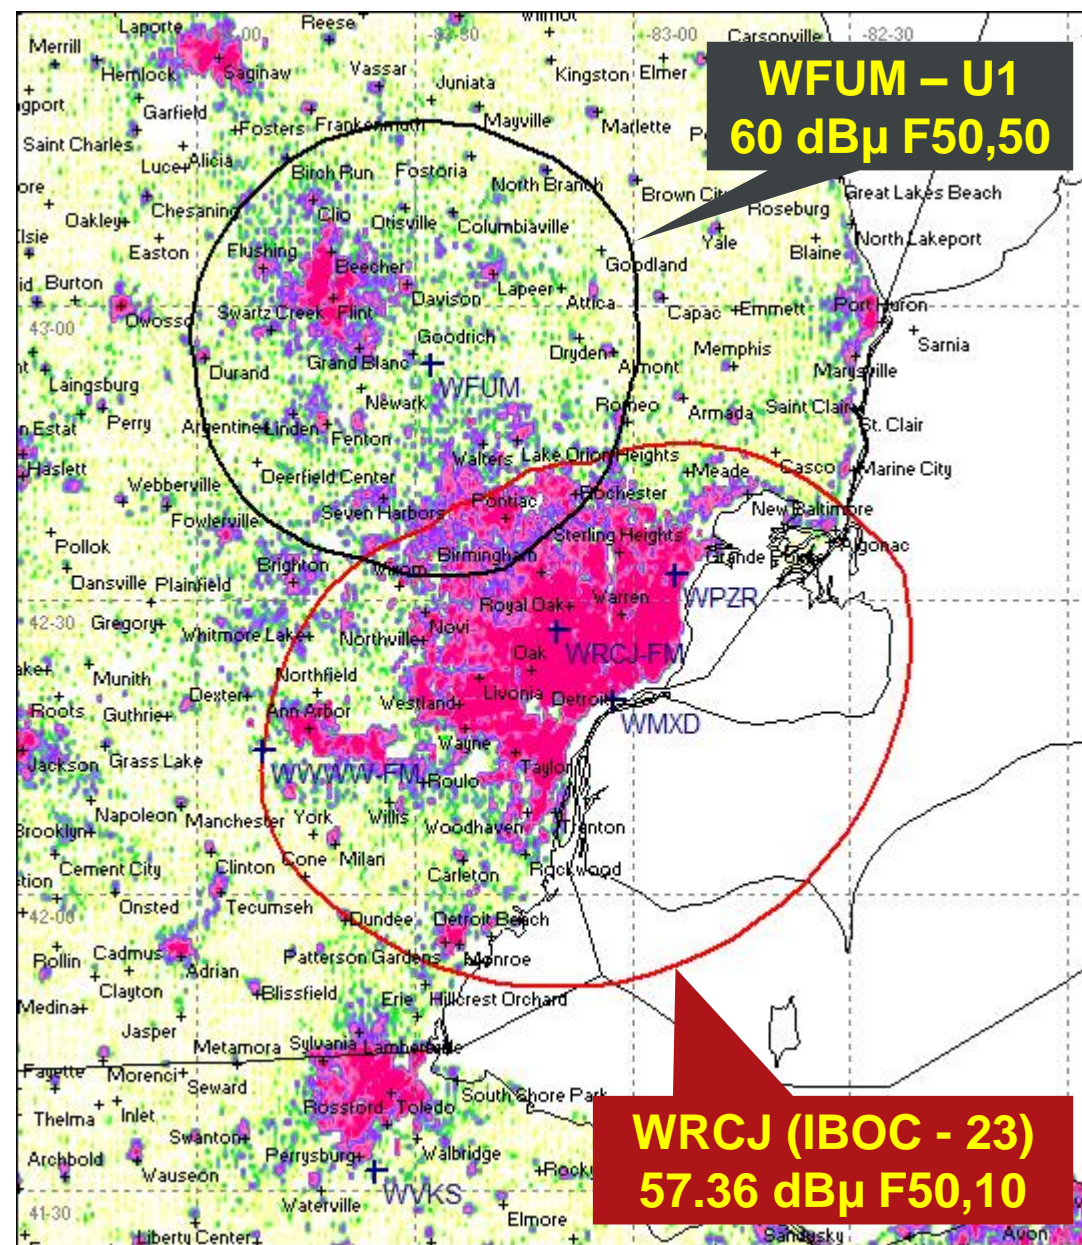 Laporte
Reese
Wilmot
Carsonville
-83-00
-82-30
Merrill
Hemlock
Saginaw
Vassar
Juniata
Kingston
Elmer
WFUM – U1
60 dBµ F50,50
Garfield
Fosters
Frankenmuth
Mayville
Marlette
Saint Charles
Luce
Alicia
Birch Run
Fostoria
North Branch
Brown City
Great Lakes Beach
Oakley
Chesaning
Clio
Otisville
Columbiaville
Roseburg
Elsie
Easton
Flushing
Beecher
Goodland
Yale
Blaine
North Lakeport
Burton
Owosso
Swartz Creek
Flint
Davison
Lapeer
Attica
Capac
Emmett
Port Huron
43-00
Durand
Grand Blanc
Goodrich
Dryden
Almont
Memphis
Sarnia
Marysville
Laingsburg
WFUM
Newark
Perry
Argentine
Linden
Fenton
Romeo
Armada
Saint Clair
St. Clair
Haslett
Webberville
Deerfield Center
Walters
Lake Orion Heights
Meade
Casco
Marine City
Fowlerville
Seven Harbors
Pontiac
Rochester
New Baltimore
Pollok
Brighton
Wixom
Birmingham
Sterling Heights
Algonac
Dansville
Plainfield
Royal Oak
Warren
WPZR
42-30
Gregory
Whitmore Lake
Northville
Novi
Oak
WRCJ-FM
Munith
Dexter
Northfield
Livonia
Detroit
Roots
Guthrie
Ann Arbor
Westland
WMXD
Jackson
Grass Lake
WWWW-FM
Wayne
Roulo
Taylor
Napoleon
Manchester
York
Willis
Woodhaven
Trenton
Brooklyn
Cement City
Clinton
Cone
Milan
Carleton
Rockwood
42-00
Onsted
Tecumseh
Dundee
Detroit Beach
Rollin
Cadmus
Adrian
Patterson Gardens
Monroe
Medina
Clayton
Blissfield
Erie
Hillcrest Orchard
Jasper
Metamora
Sylvania
Lambertville
Fayette
Morenci
Seward
Thelma
Inlet
Rossford
Toledo
South Shore Park
Swanton
Archbold
Wauseon
Perrysburg
Walbridge
WVKS
WRCJ (IBOC - 23)
57.36 dBµ F50,10
41-30
Waterville
Elmore
Liberty Center
Sandusky
Avon